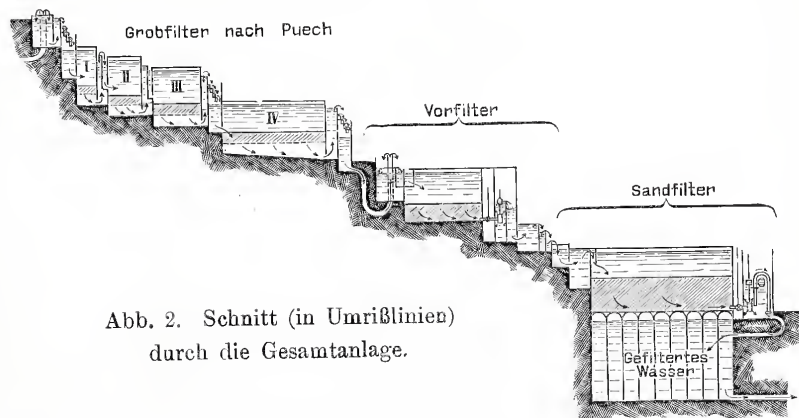 Grobfilter nach Puech
I
II
III
IV
Vorfilter
Sandfilter
Gefiltertes
Wasser
Abb. 2. Schnitt (in Umrißlinien)
durch die Gesamtanlage.